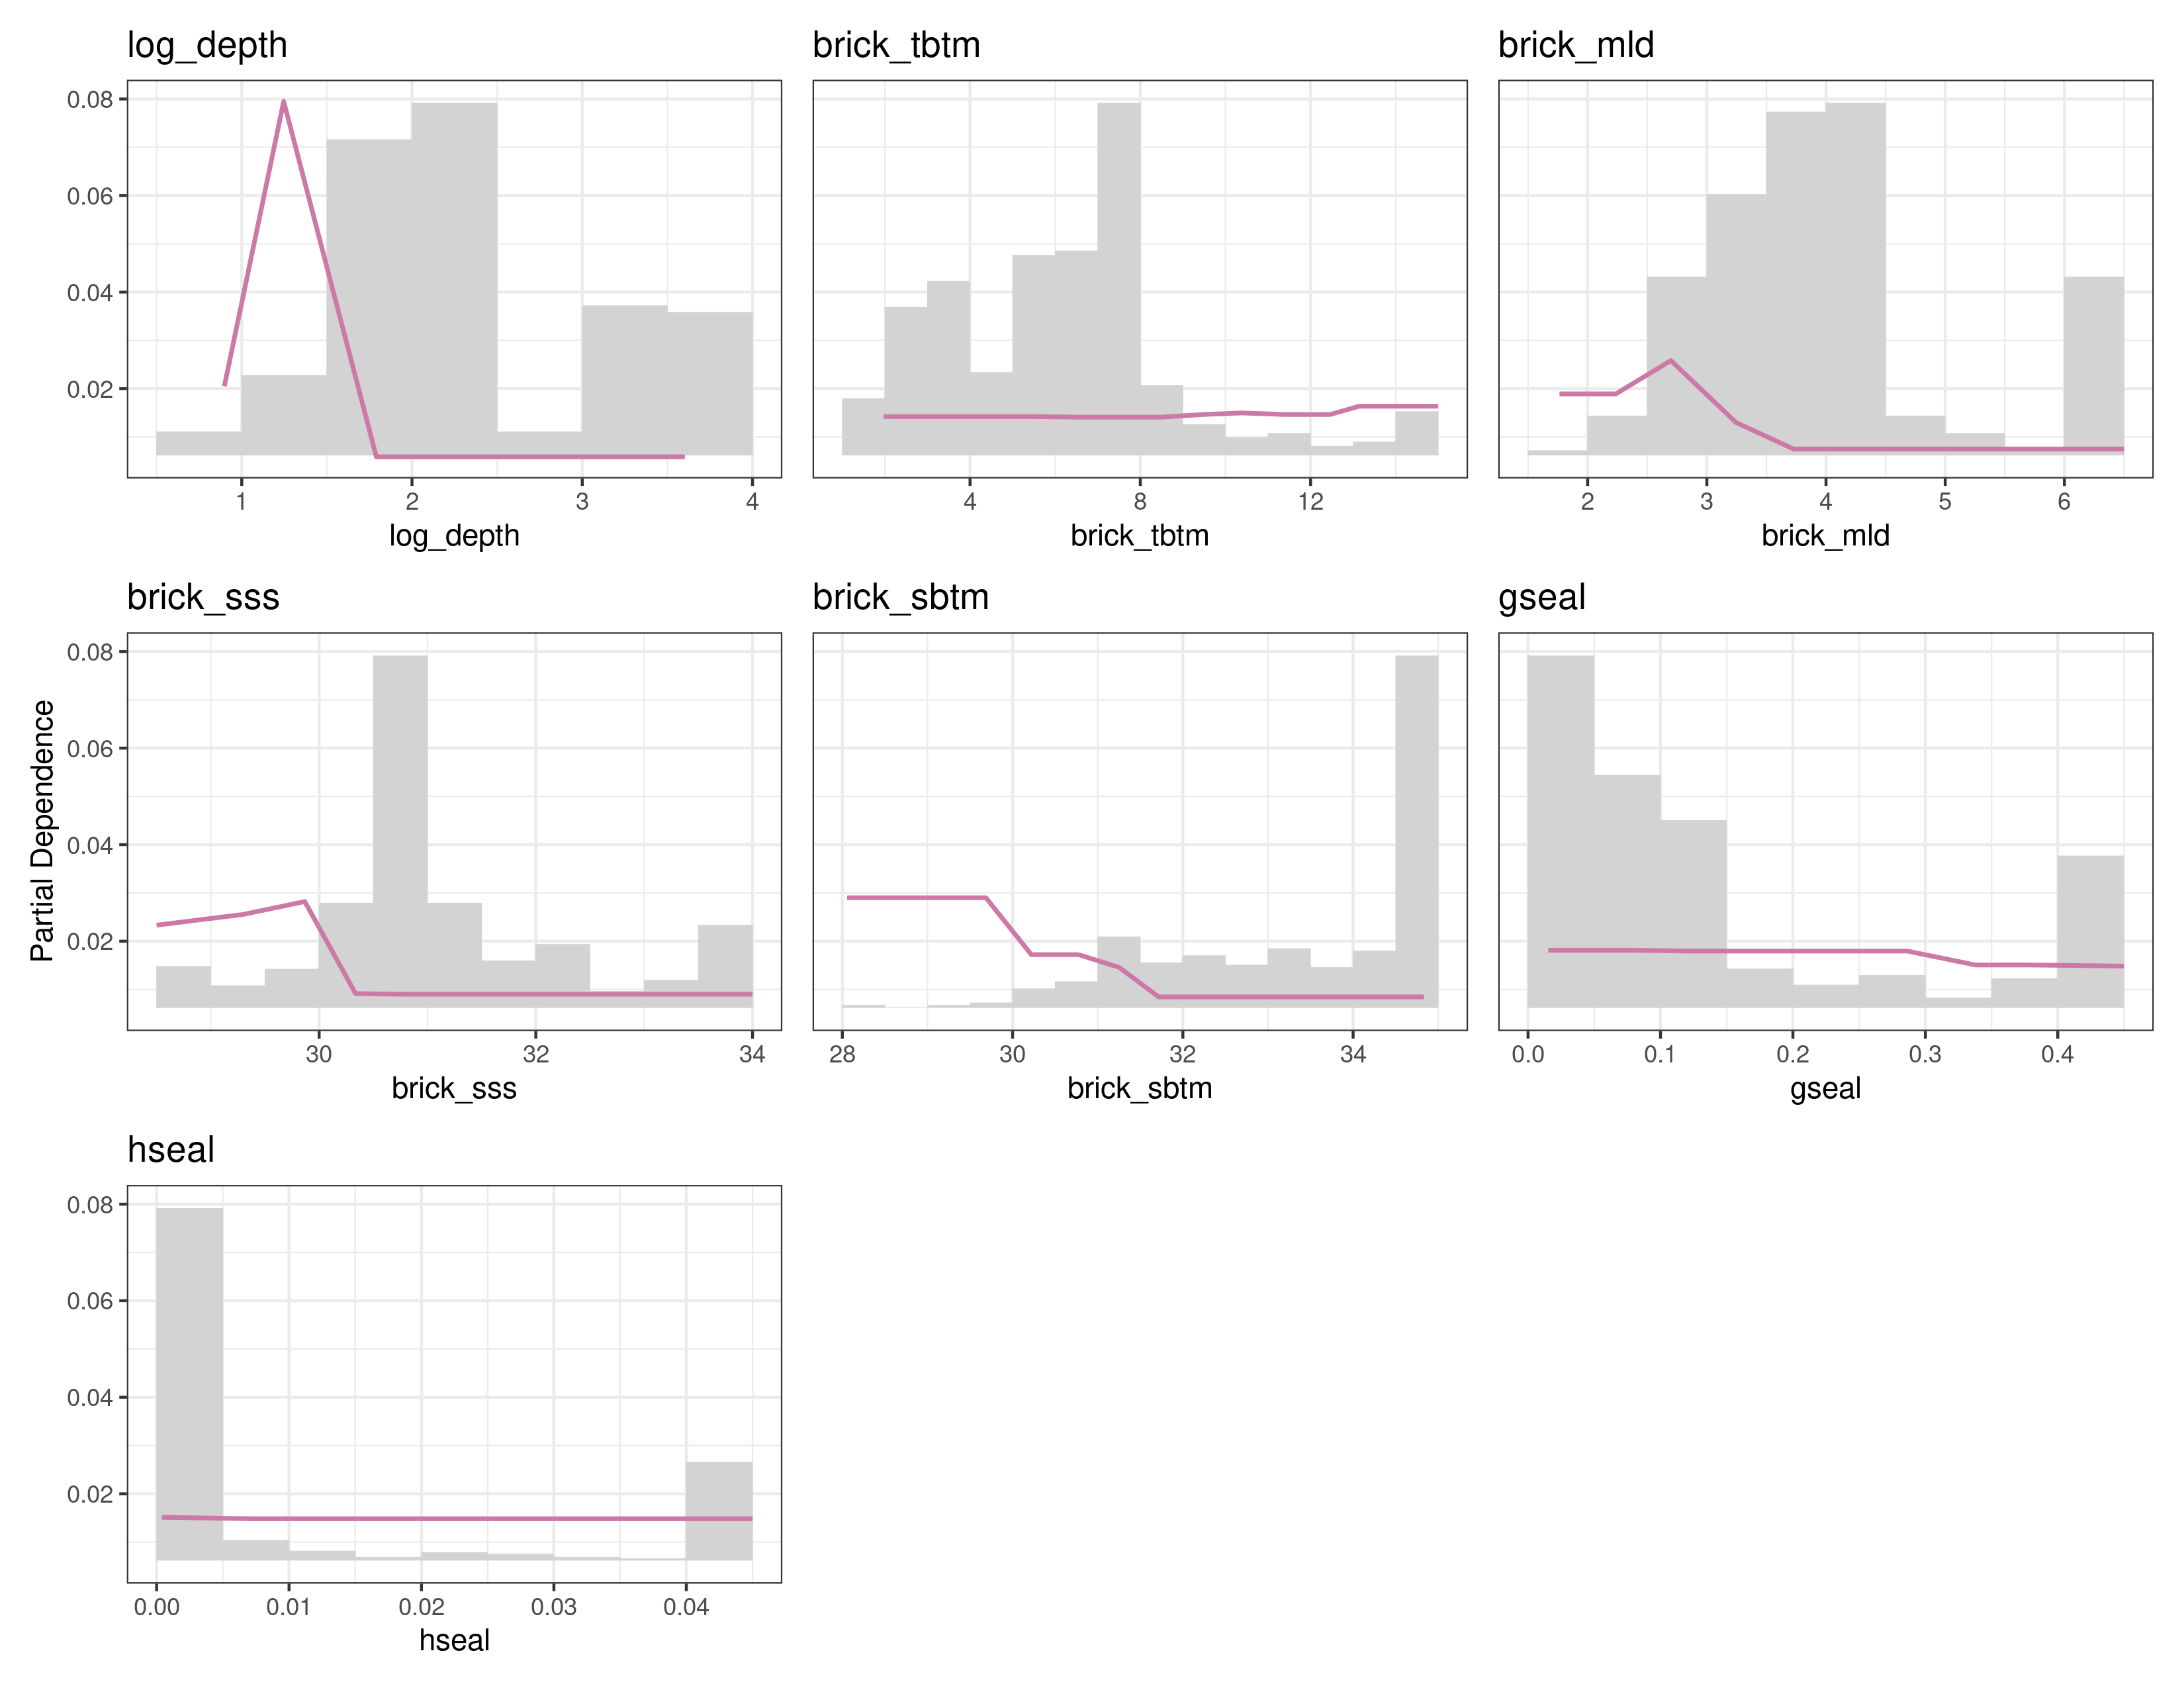 log_depth
brick_tbtm
brick_mld
0.08
0.06
0.04
0.02
1 2 3 4
4 8 12
2 3 4 5 6
log_depth
brick_tbtm
brick_mld
brick_sss
brick_sbtm
gseal
Partial Dependence
0.08
0.06
0.04
0.02
30 32 34
28 30 32 34
0.0 0.1 0.2 0.3 0.4
brick_sss
brick_sbtm
gseal
hseal
0.08
0.06
0.04
0.02
0.00 0.01 0.02 0.03 0.04
hseal